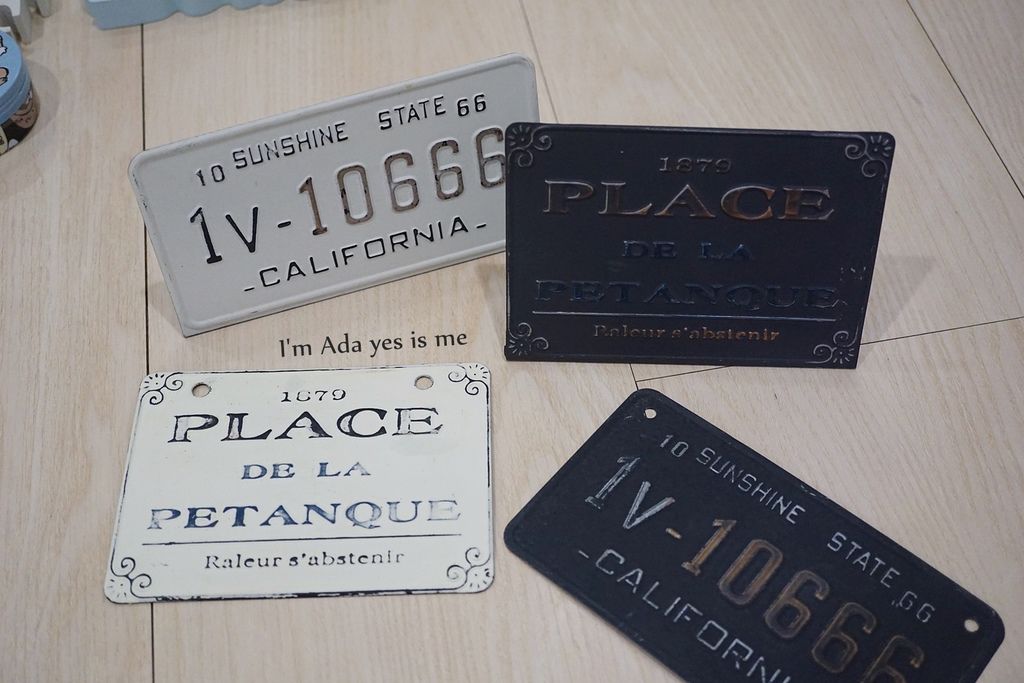 10 SUNSHINE STATE 66
1V-10666
-CALIFORNIA-
1879
PLACE
DE LA
PETANQUE
Raleur s'abstenir
I'm Ada yes is me
1879
PLACE
DE LA
PETANQUE
Raleur s'abstenir
10 SUNSHINE STATE 66
1V-10666
-CALIFORNI